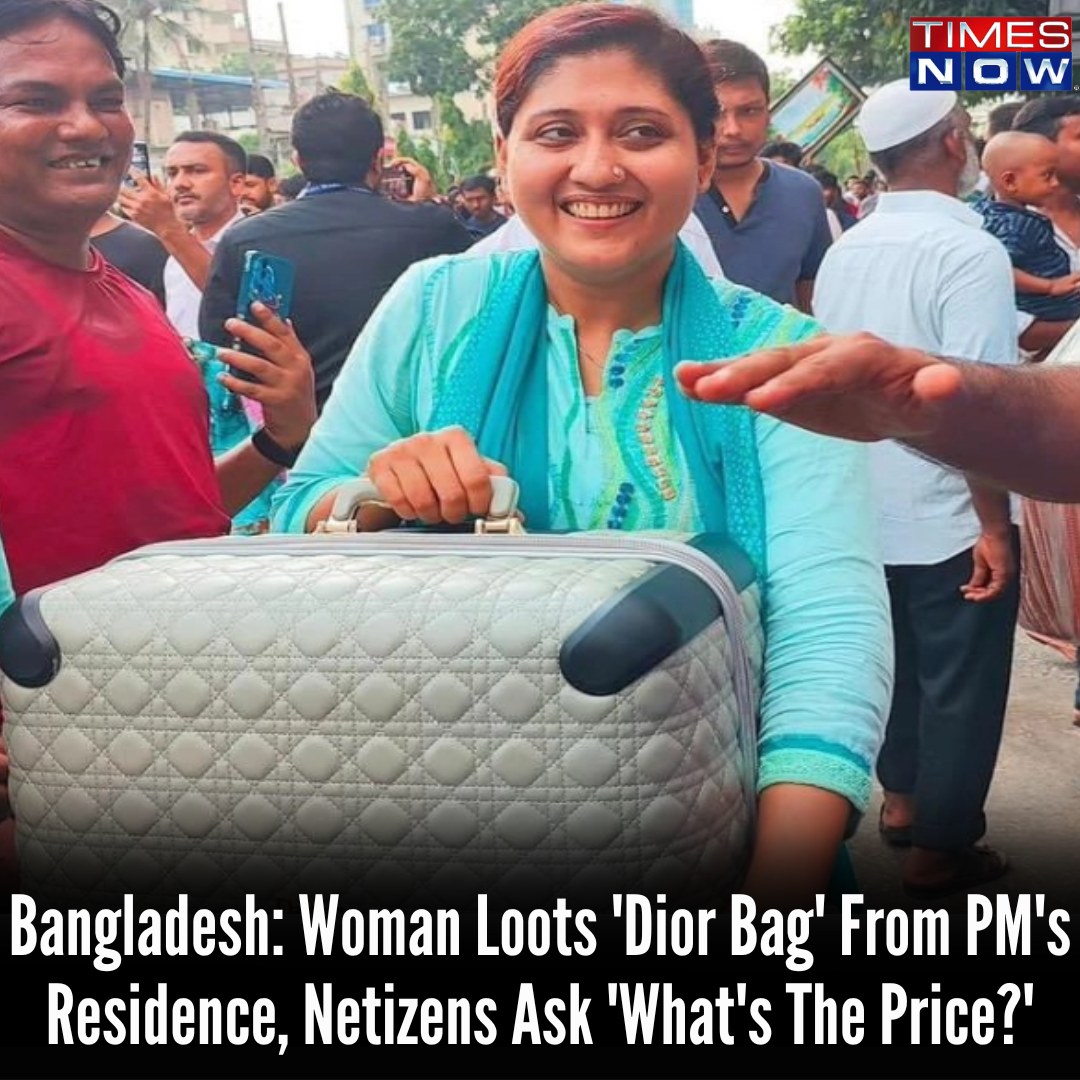 TIMES
NOW
Bangladesh: Woman Loots 'Dior Bag' From PM's
Residence, Netizens Ask 'What's The Price?'